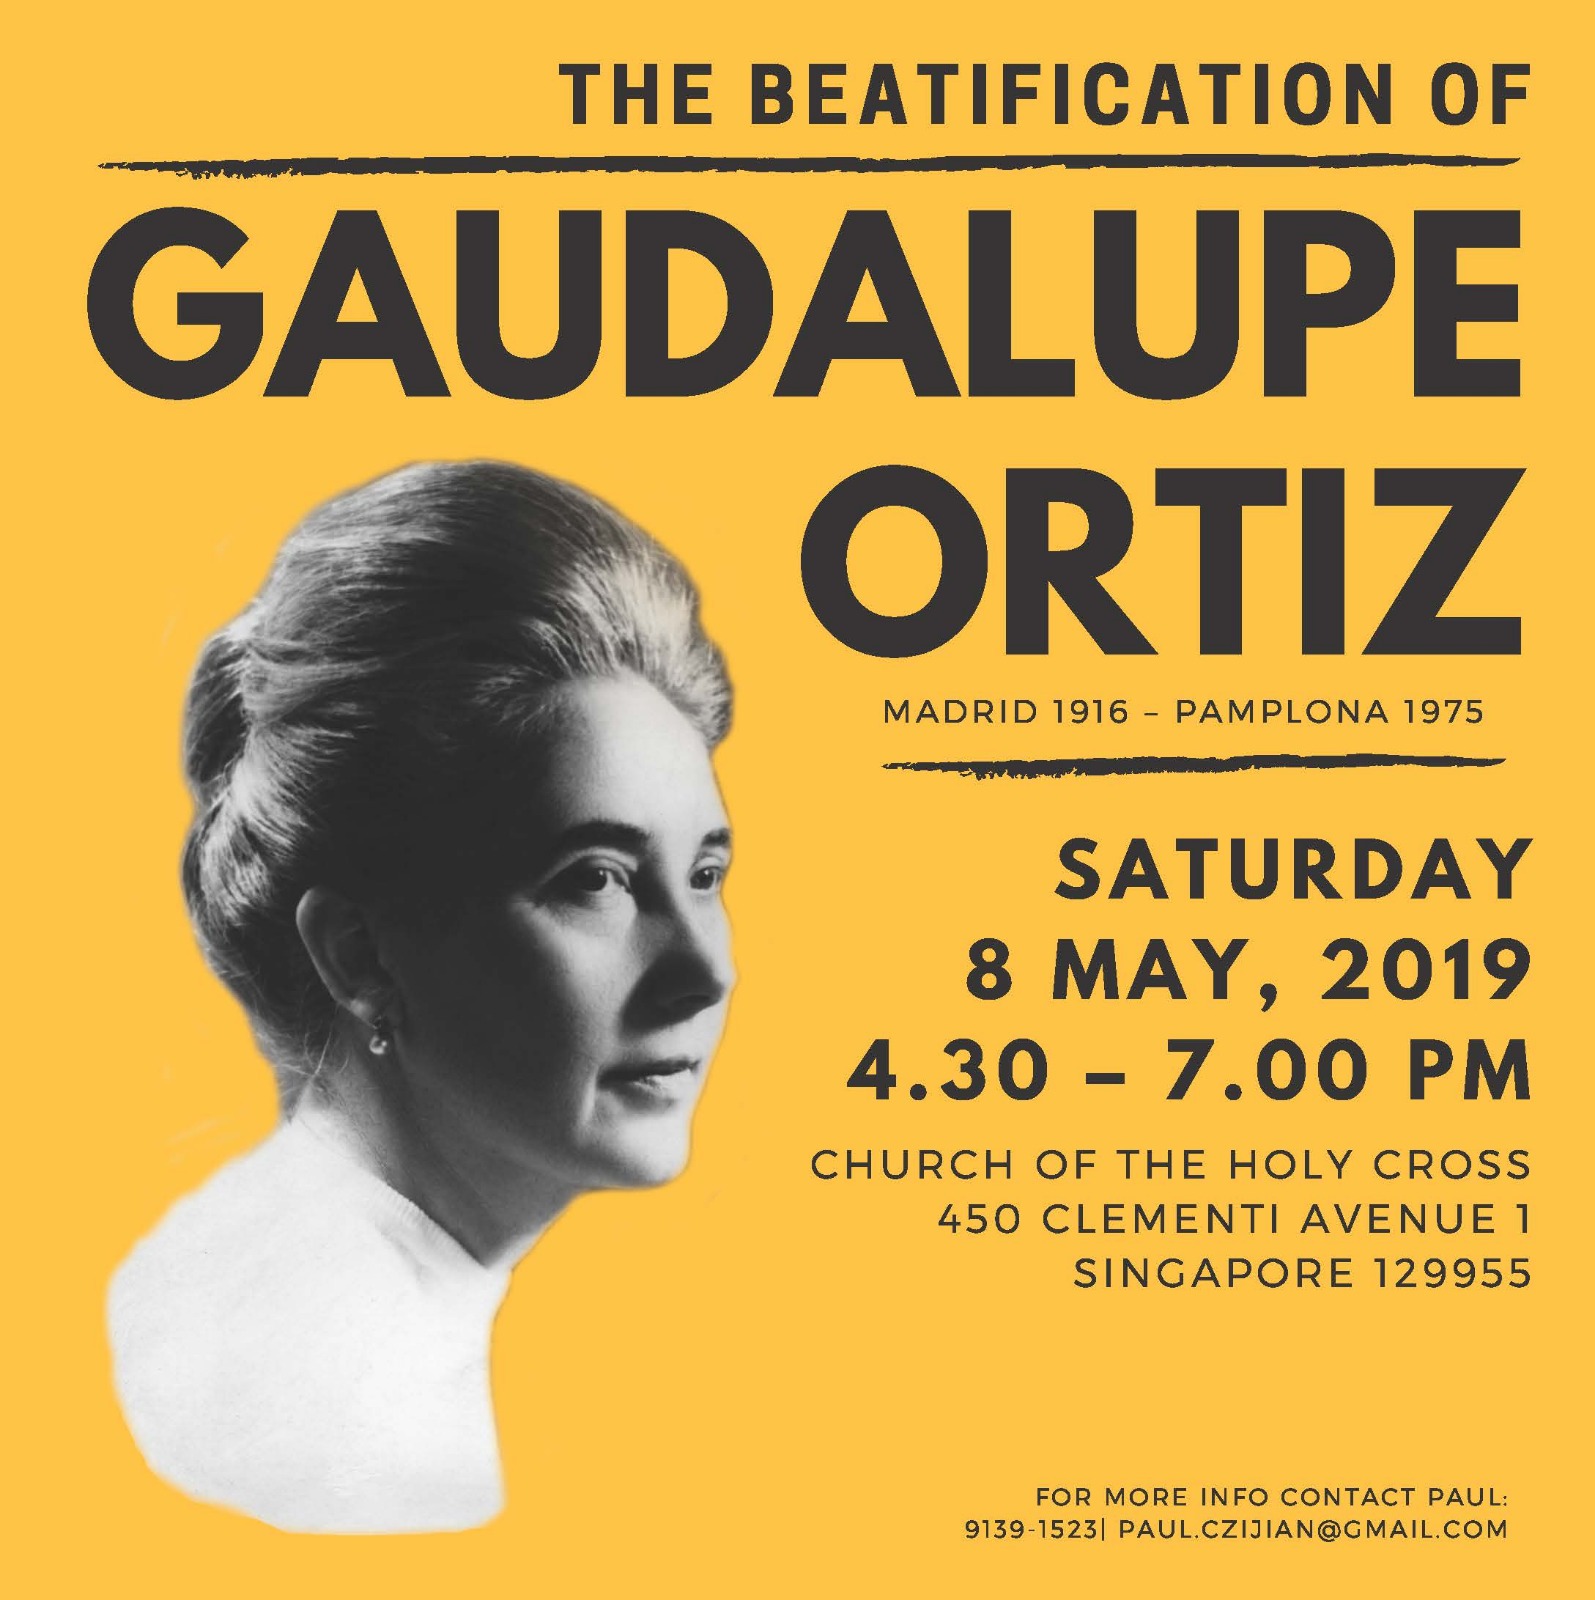 THE BEATIFICATION OF
GAUDALUPE
ORTIZ
MADRID 1916 – PAMPLONA 1975
SATURDAY
8 MAY, 2019
4.30 – 7.00 PM
CHURCH OF THE HOLY CROSS
450 CLEMENTI AVENUE 1
SINGAPORE 129955
FOR MORE INFO CONTACT PAUL:
9139-1523| PAUL.CZIJIAN@GMAIL.COM